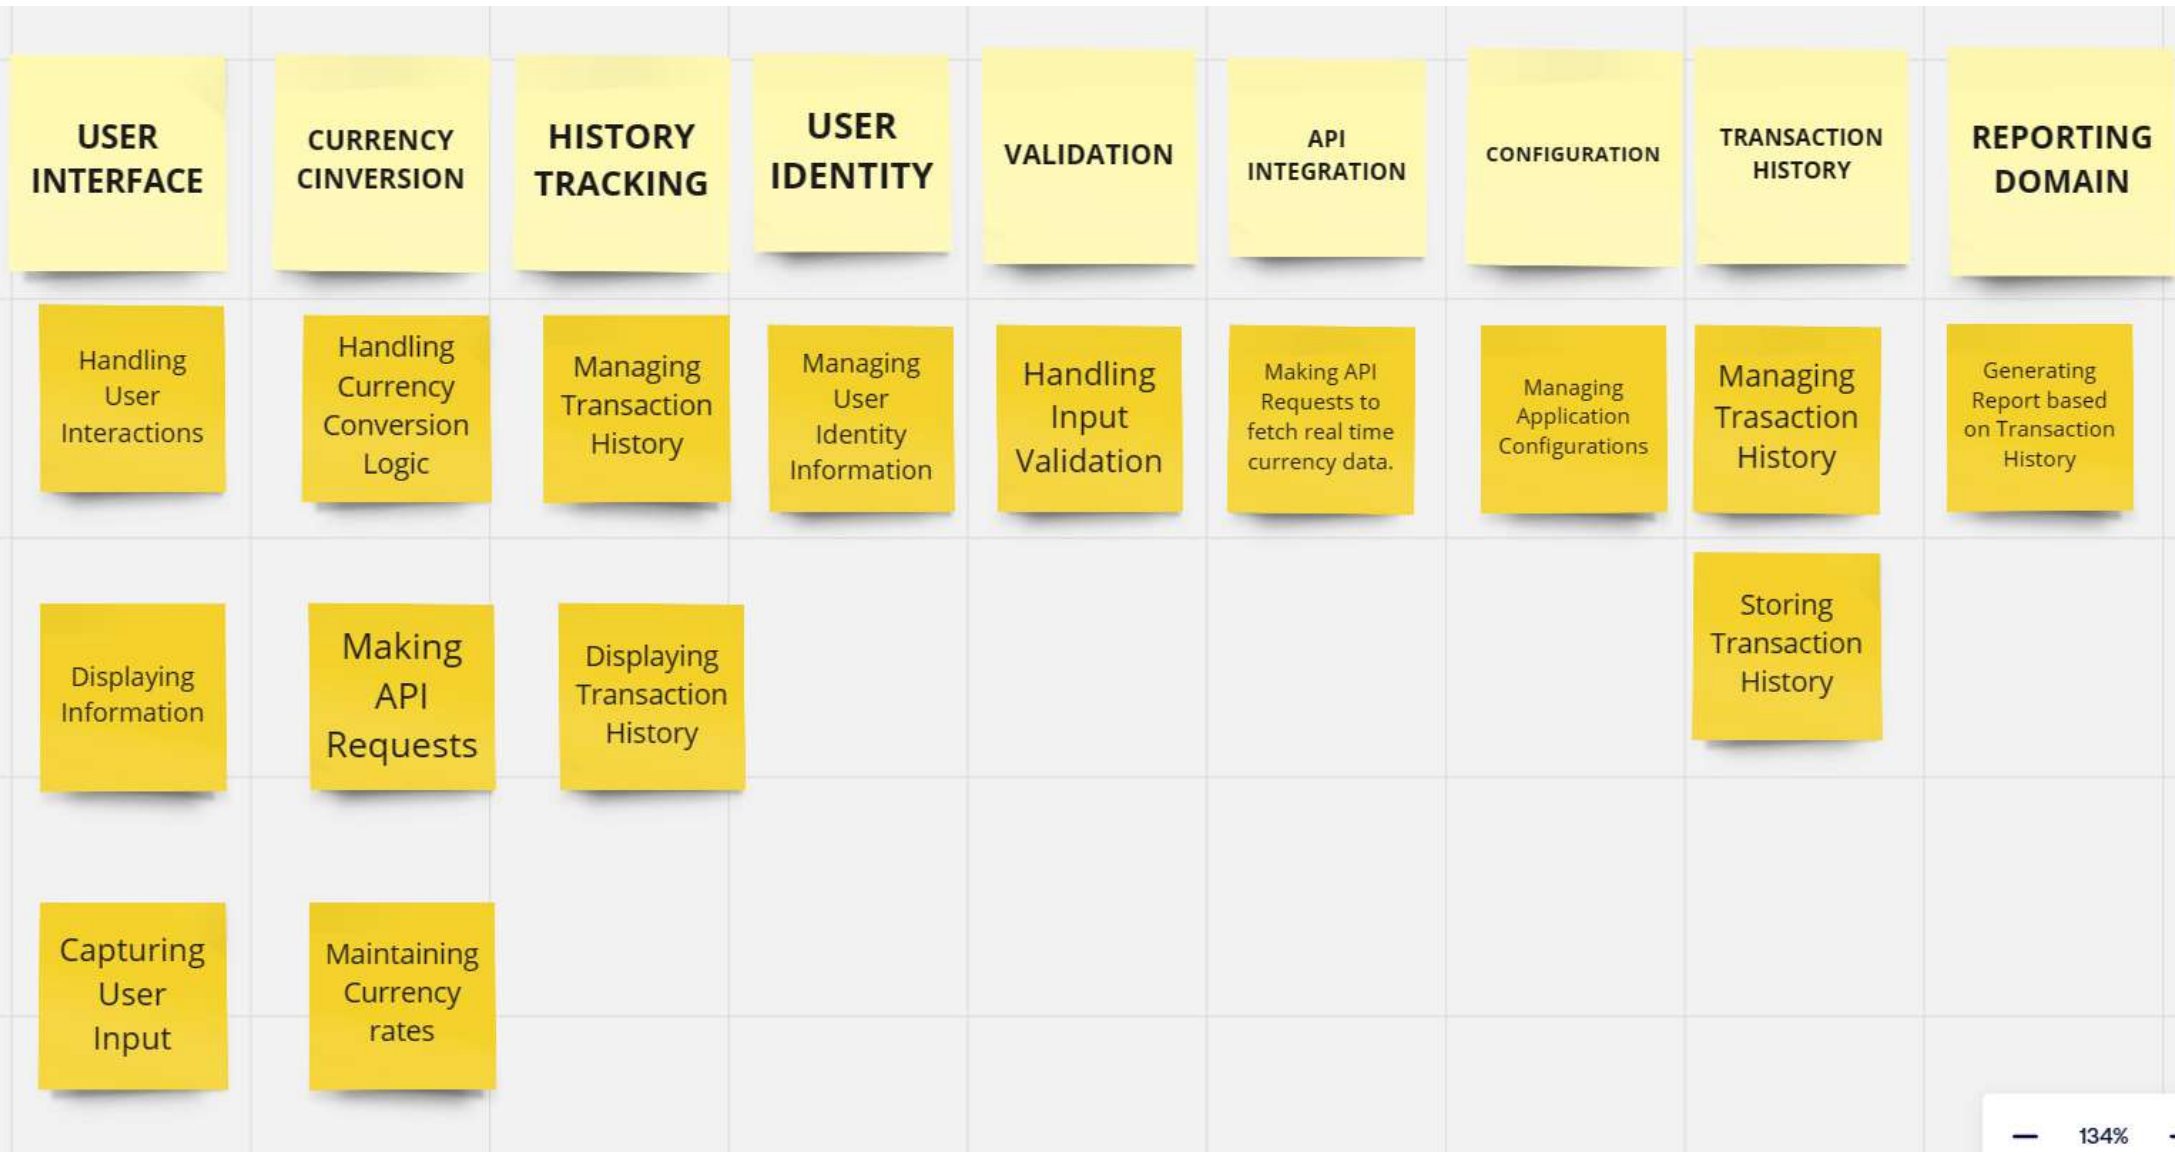 USER
INTERFACE
CURRENCY
CINVERSION
HISTORY
TRACKING
USER
IDENTITY
VALIDATION
API
INTEGRATION
CONFIGURATION
TRANSACTION
HISTORY
REPORTING
DOMAIN
Handling
User
Interactions
Handling
Currency
Conversion
Logic
Managing
Transaction
History
Managing
User
Identity
Information
Handling
Input
Validation
Making API
Requests to
fetch real time
currency data.
Managing
Application
Configurations
Managing
Trasaction
History
Generating
Report based
on Transaction
History
Displaying
Information
Making
API
Requests
Displaying
Transaction
History
Storing
Transaction
History
Capturing
User
Input
Maintaining
Currency
rates
134%